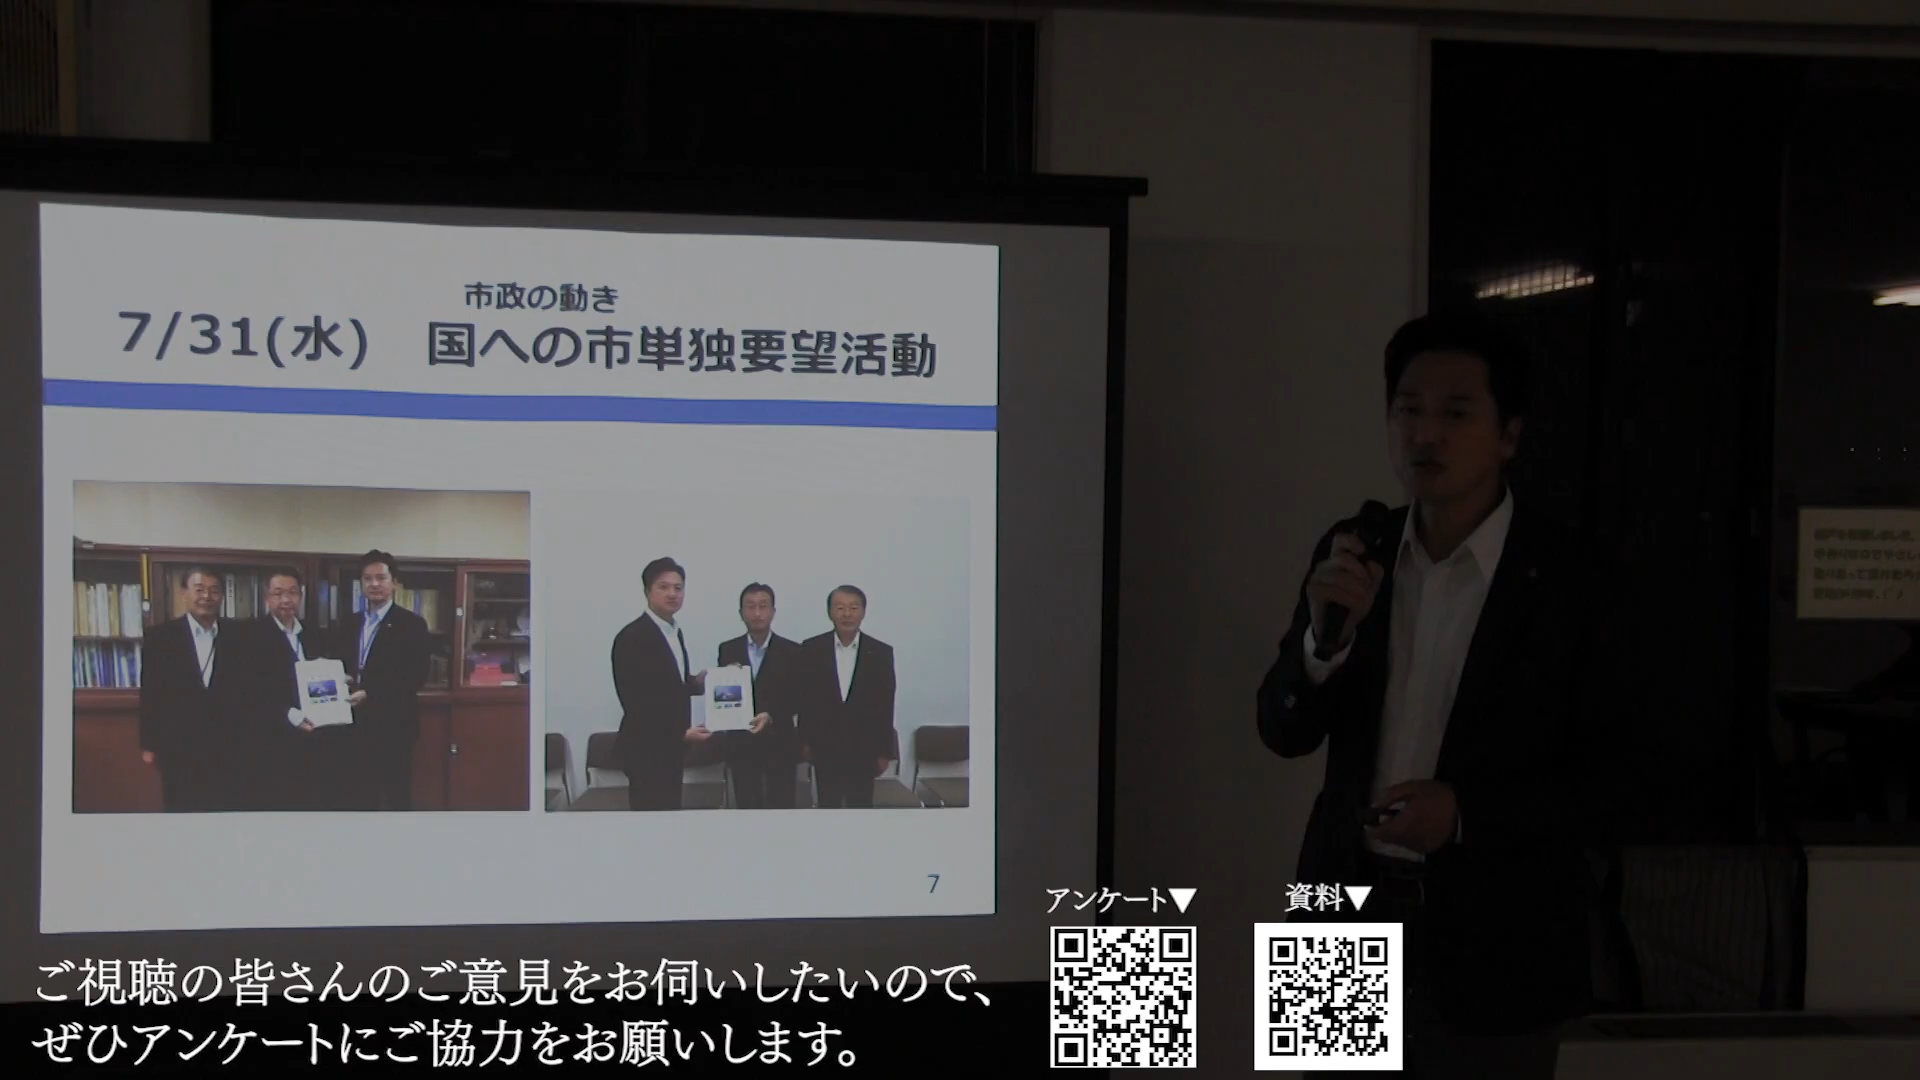 市政の動き
7/31(水) 国への市単独要望活動
7
アンケート▼
資料▼
ご視聴の皆さんのご意見をお伺いしたいので、
ぜひアンケートにご協力をお願いします。